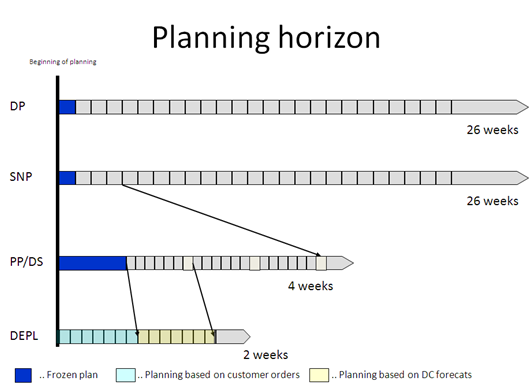 Planning horizon
Beginning of planning
DP
26 weeks
SNP
26 weeks
PP/DS
4 weeks
DEPL
2 weeks
.. Frozen plan
.. Planning based on customer orders
.. Planning based on DC forecats